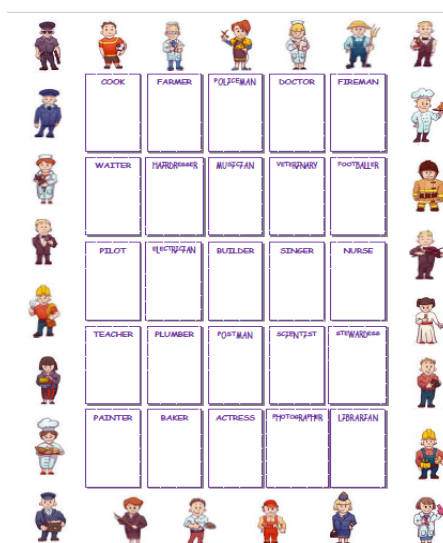 COOK FARMER POLICEMAN DOCTOR FIREMAN
WAITER HAIRDRESSER MUSICIAN VETERINARY FOOTBALLER
PILOT ELECTRICIAN BUILDER SINGER NURSE
TEACHER PLUMBER POSTMAN SCIENTIST STEWARDESS
PAINTER BAKER ACTRESS PHOTOGRAPHER LIBRARIAN